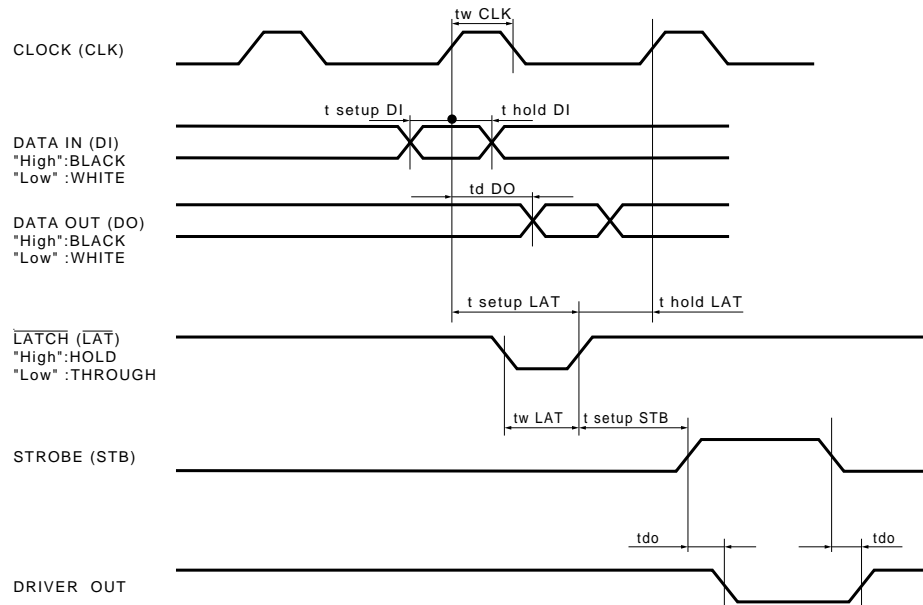 tw CLK
CLOCK (CLK)
t setup DI
t hold DI
DATA IN (DI)
"High":BLACK
"Low" :WHITE
td DO
DATA OUT (DO)
"High":BLACK
"Low" :WHITE
t setup LAT
t hold LAT
LATCH (LAT)
"High":HOLD
"Low" :THROUGH
tw LAT
t setup STB
STROBE (STB)
tdo
tdo
DRIVER OUT